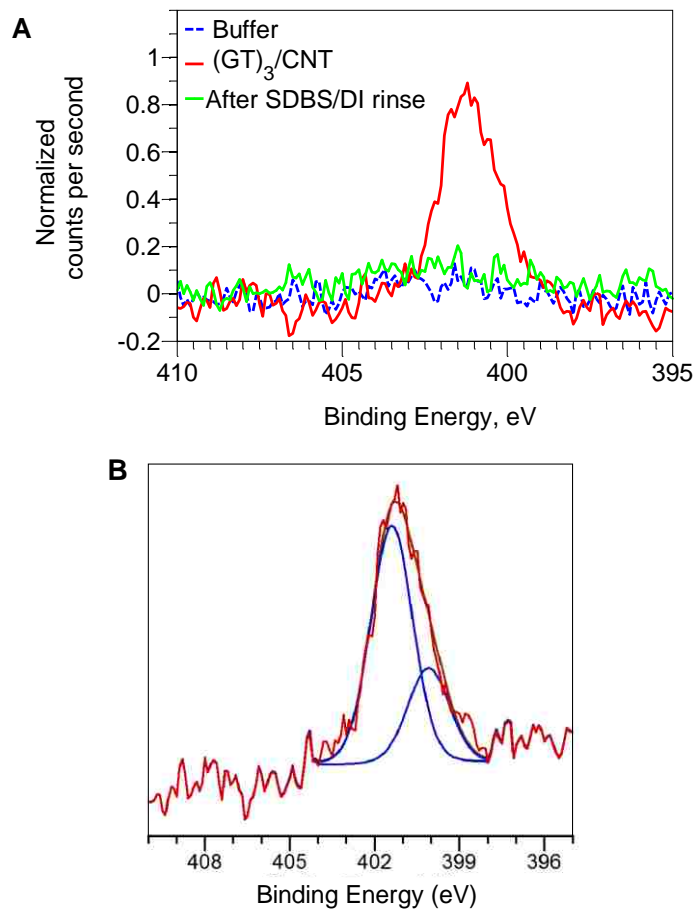 A
Buffer
(GT)3/CNT
After SDBS/DI rinse
Normalized
counts per second
1
0.8
0.6
0.4
0.2
0
-0.2
410 405 400 395
Binding Energy, eV
B
408 405 402 399 396
Binding Energy (eV)